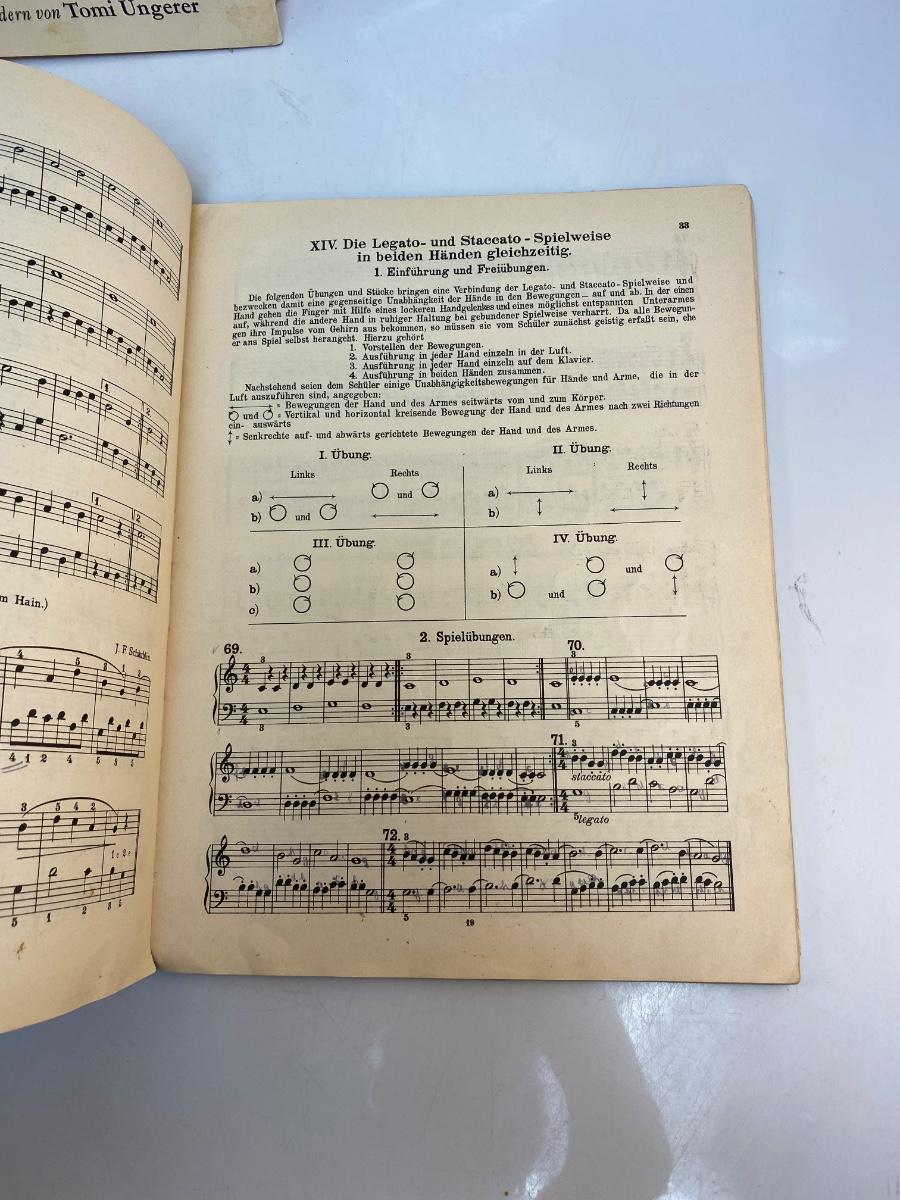 dern von Tomi Ungerer
33
XIV. Die Legato- und Staccato-Spielweise
in beiden Händen gleichzeitig.
1. Einführung und Freiübungen.
Die folgenden Übungen und Stücke bringen eine Verbindung der Legato- und Staccato-Spielweise und
bezwecken damit eine gegenseitige Unabhängigkeit der Hände in den Bewegungen – auf und ab. In der einen
Hand gehen die Finger mit Hilfe eines lockeren Handgelenkes und eines möglichst entspannten Unterarmes
auf, während die andere Hand in ruhiger Haltung bei gebundener Spielweise verharrt. Da alle Bewegun-
gen ihre Impulse vom Gehirn aus bekommen, so müssen sie vom Schüler zunächst geistig erfaßt sein, ehe
er ans Spiel selbst herangeht. Hierzu gehört
1. Vorstellen der Bewegungen.
2. Ausführung in jeder Hand einzeln in der Luft.
3. Ausführung in jeder Hand einzeln auf dem Klavier.
4. Ausführung in beiden Händen zusammen.
Nachstehend seien dem Schüler einige Unabhängigkeitsbewegungen für Hände und Arme, die in der
Luft auszuführen sind, angegeben:
= Bewegungen der Hand und des Armes seitwärts vom und zum Körper.
und = Vertikal und horizontal kreisende Bewegung der Hand und des Armes nach zwei Richtungen
ein- auswärts
= Senkrechte auf- und abwärts gerichtete Bewegungen der Hand und des Armes.
I. Übung.
Links Rechts
a) und
b) und
II. Übung.
Links Rechts
a)
b)
III. Übung.
a)
b)
c)
IV. Übung.
a) und
b) und
2. Spielübungen.
69. 70.
3 3 3
3 3 5
71. 3
staccato
5 legato
72. 3
5
19
m Hain.)
J. F.